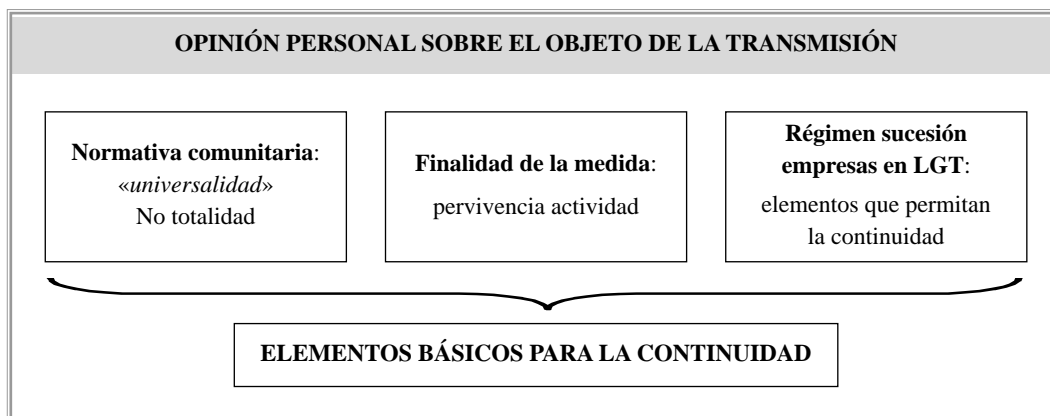 OPINIÓN PERSONAL SOBRE EL OBJETO DE LA TRANSMISIÓN
Normativa comunitaria:
«universalidad»
No totalidad
Finalidad de la medida:
pervivencia actividad
Régimen sucesión
empresas en LGT:
elementos que permitan
la continuidad
ELEMENTOS BÁSICOS PARA LA CONTINUIDAD